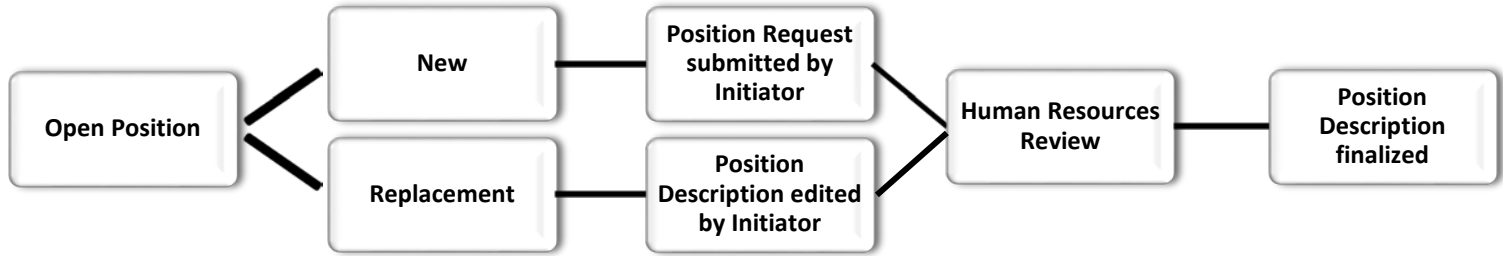 Open Position
New
Replacement
Position Request
submitted by
Initiator
Position
Description edited
by Initiator
Human Resources
Review
Position
Description
finalized